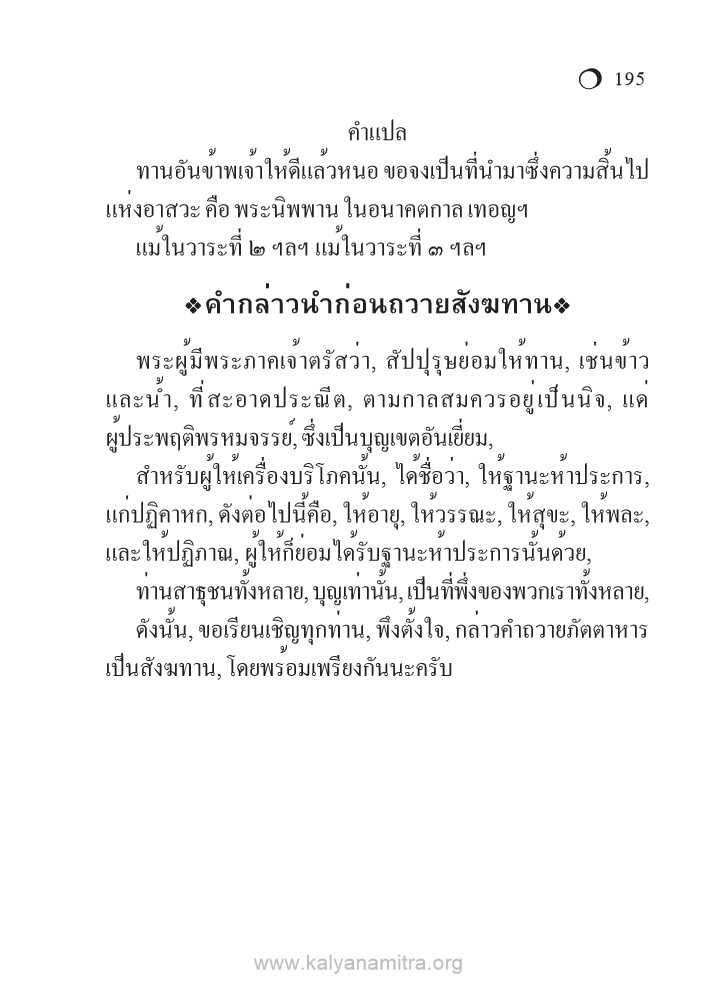 195
คำแปล
ทานอันข้าพเจ้าให้ดีแล้วหนอ ขอจงเป็นที่นำมาซึ่งความสิ้นไป
แห่งอาสวะ คือ พระนิพพาน ในอนาคตกาล เทอญฯ
แม้ในวาระที่ ๒ ฯลฯ แม้ในวาระที่ ๓ ฯลฯ
❖คำกล่าวนำก่อนถวายสังฆทาน❖
พระผู้มีพระภาคเจ้าตรัสว่า, สัปปุรุษย่อมให้ทาน, เช่นข้าว
และน้ำ, ที่สะอาดประณีต, ตามกาลสมควรอยู่เป็นนิจ, แด่
ผู้ประพฤติพรหมจรรย์, ซึ่งเป็นบุญเขตอันเยี่ยม,
สำหรับผู้ให้เครื่องบริโภคนั้น, ได้ชื่อว่า, ให้ฐานะห้าประการ,
แก่ปฏิคาหก, ดังต่อไปนี้คือ, ให้อายุ, ให้วรรณะ, ให้สุขะ, ให้พละ,
และให้ปฏิภาณ, ผู้ให้ก็ย่อมได้รับฐานะห้าประการนั้นด้วย,
ท่านสาธุชนทั้งหลาย, บุญเท่านั้น, เป็นที่พึ่งของพวกเราทั้งหลาย,
ดังนั้น, ขอเรียนเชิญทุกท่าน, พึงตั้งใจ, กล่าวคำถวายภัตตาหาร
เป็นสังฆทาน, โดยพร้อมเพรียงกันนะครับ
www.kalyanamitra.org